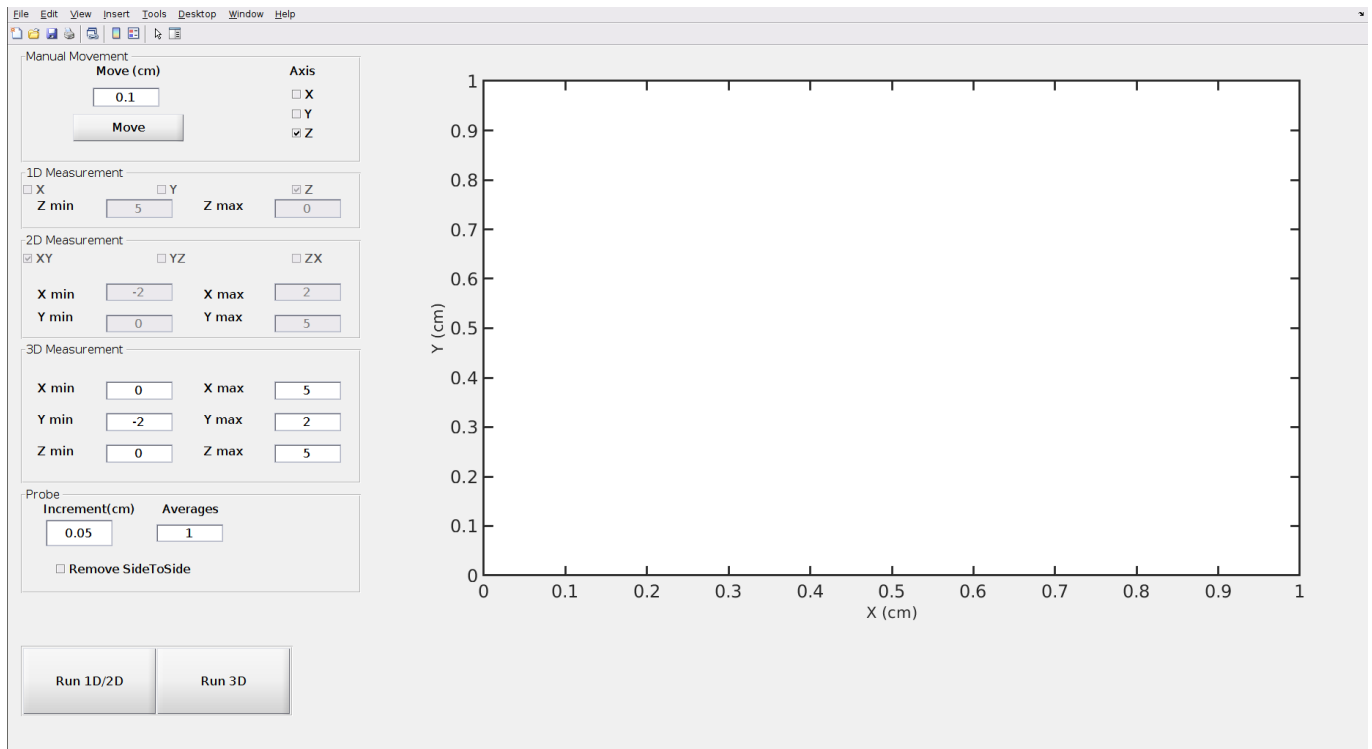 File Edit View Insert Tools Desktop Window Help
Manual Movement
Move (cm) Axis
0.1 X
Move Y
Z
1D Measurement
X Y Z
Z min 5 Z max 0
2D Measurement
XY YZ ZX
X min -2 X max 2
Y min 0 Y max 5
3D Measurement
X min 0 X max 5
Y min -2 Y max 2
Z min 0 Z max 5
Probe
Increment(cm) Averages
0.05 1
Remove SideToSide
Run 1D/2D Run 3D
1
0.9
0.8
0.7
0.6
0.5
0.4
0.3
0.2
0.1
0
Y (cm)
0 0.1 0.2 0.3 0.4 0.5 0.6 0.7 0.8 0.9 1
X (cm)